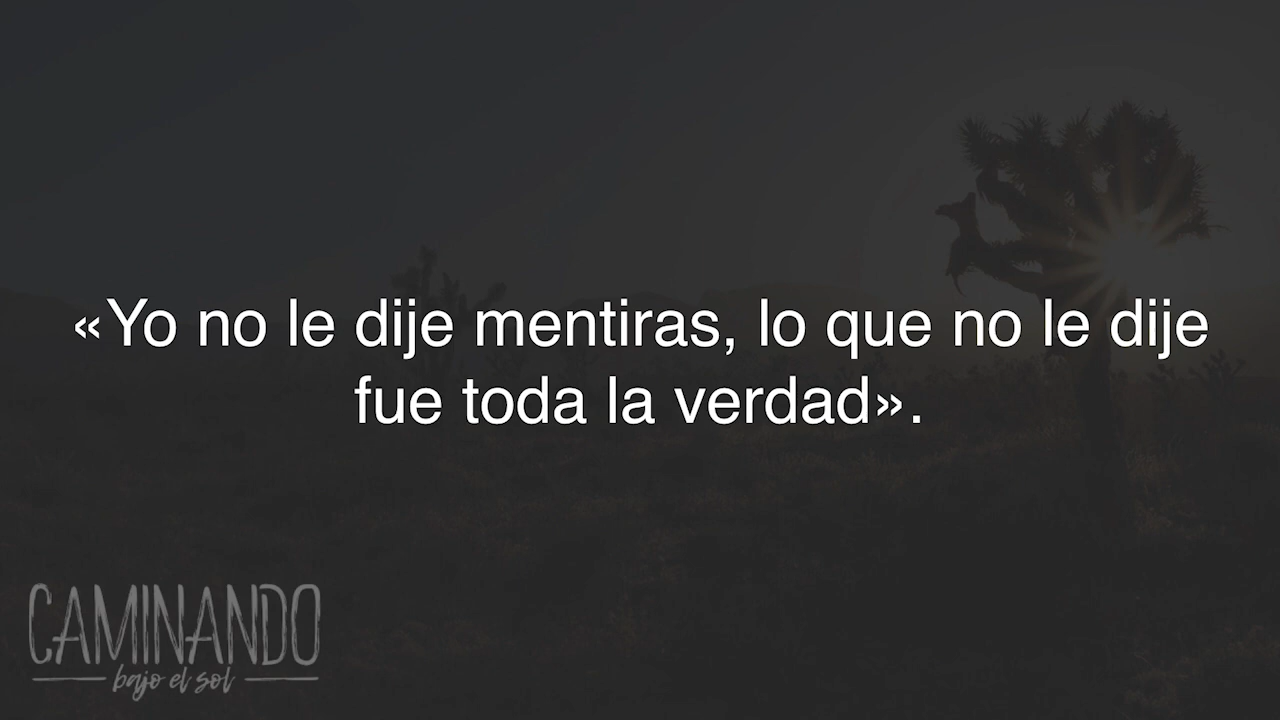 «Yo no le dije mentiras, lo que no le dije
fue toda la verdad».
CAMINANDO
bajo el sol